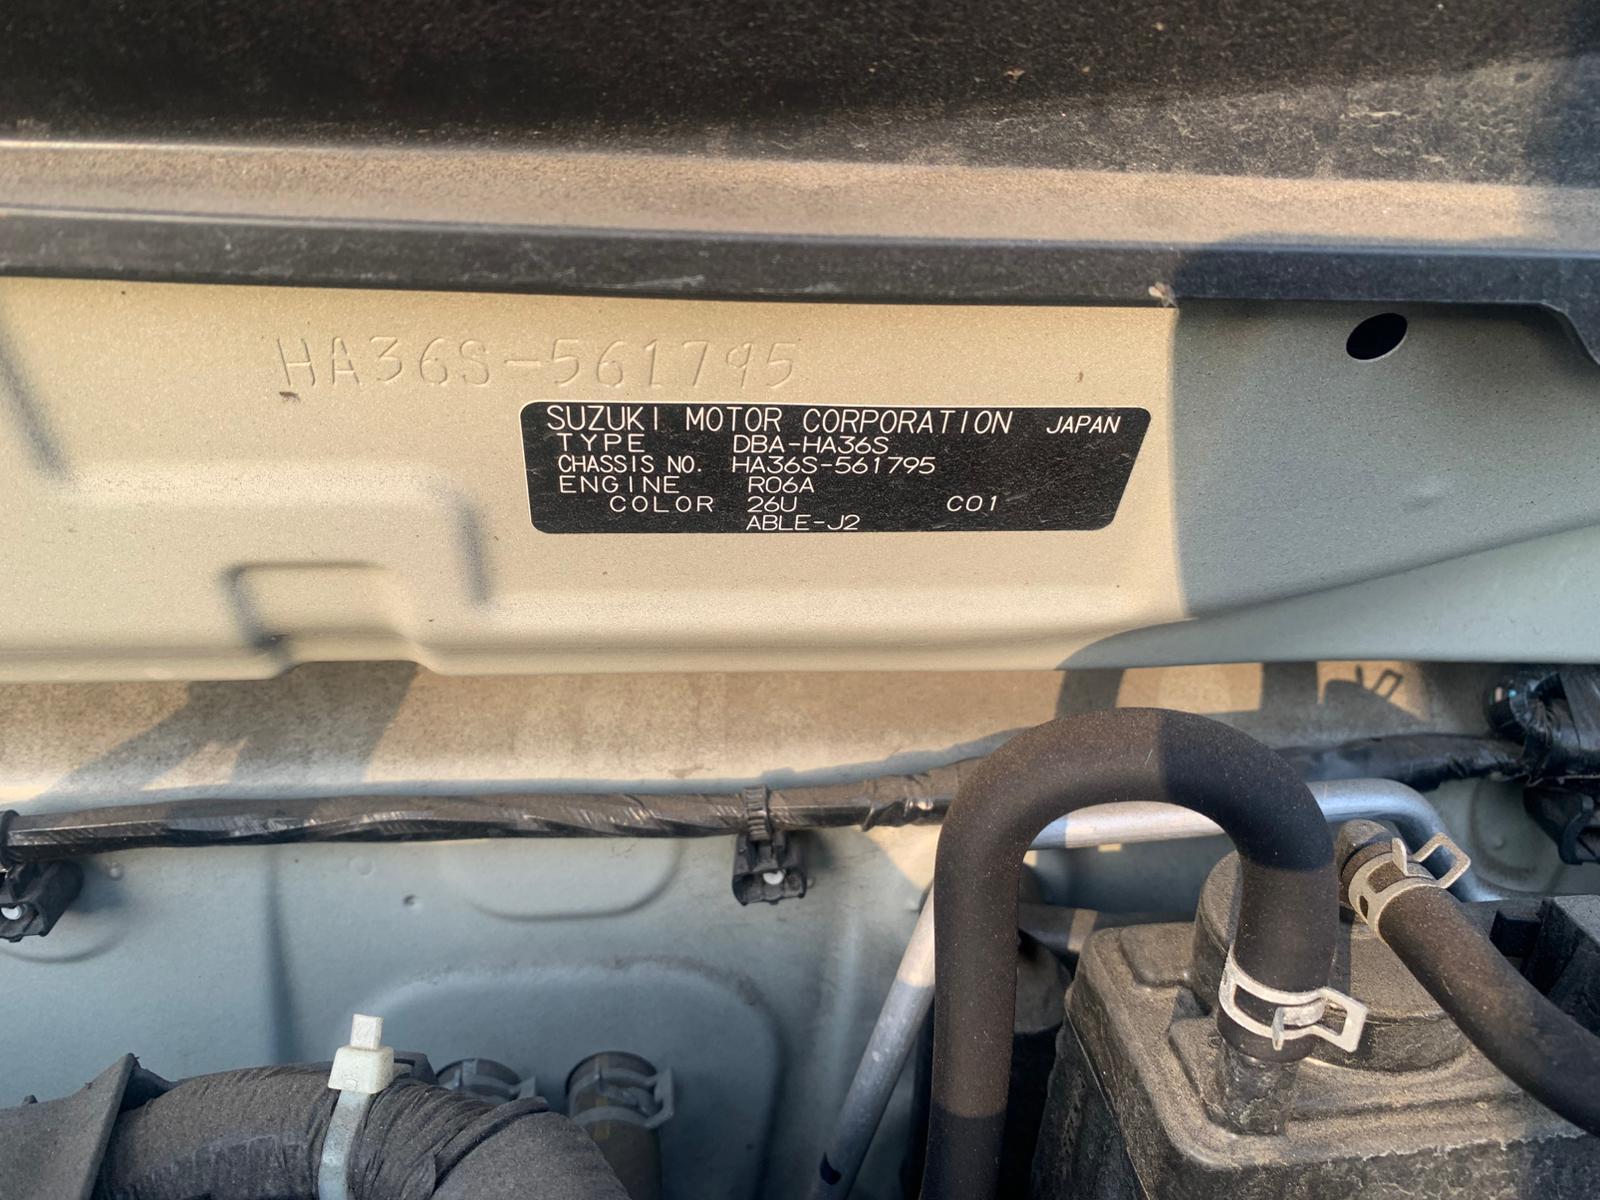 HA36S-561795
SUZUKI MOTOR CORPORATION JAPAN
TYPE DBA-HA36S
CHASSIS NO. HA36S-561795
ENGINE R06A
COLOR 26U C01
ABLE-J2